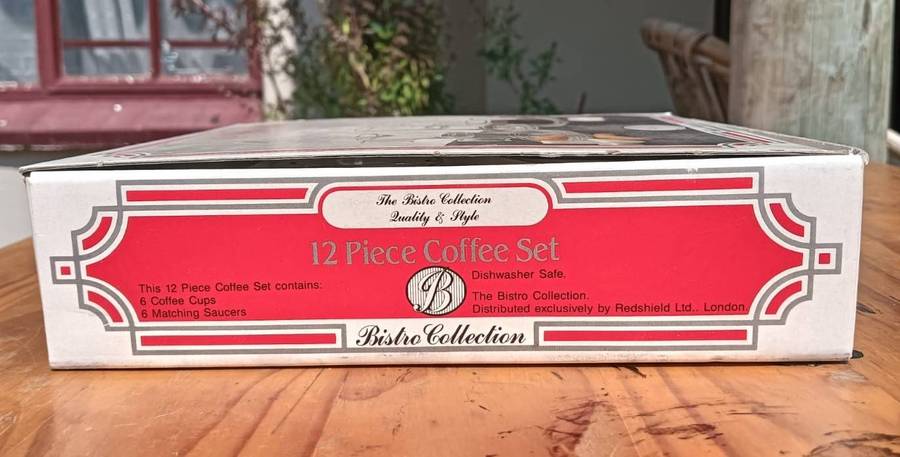 The Bistro Collection
Quality & Style
12 Piece Coffee Set
This 12 Piece Coffee Set contains:
6 Coffee Cups
6 Matching Saucers
B
Dishwasher Safe.
The Bistro Collection.
Distributed exclusively by Redshield Ltd.. London.
Bistro Collection